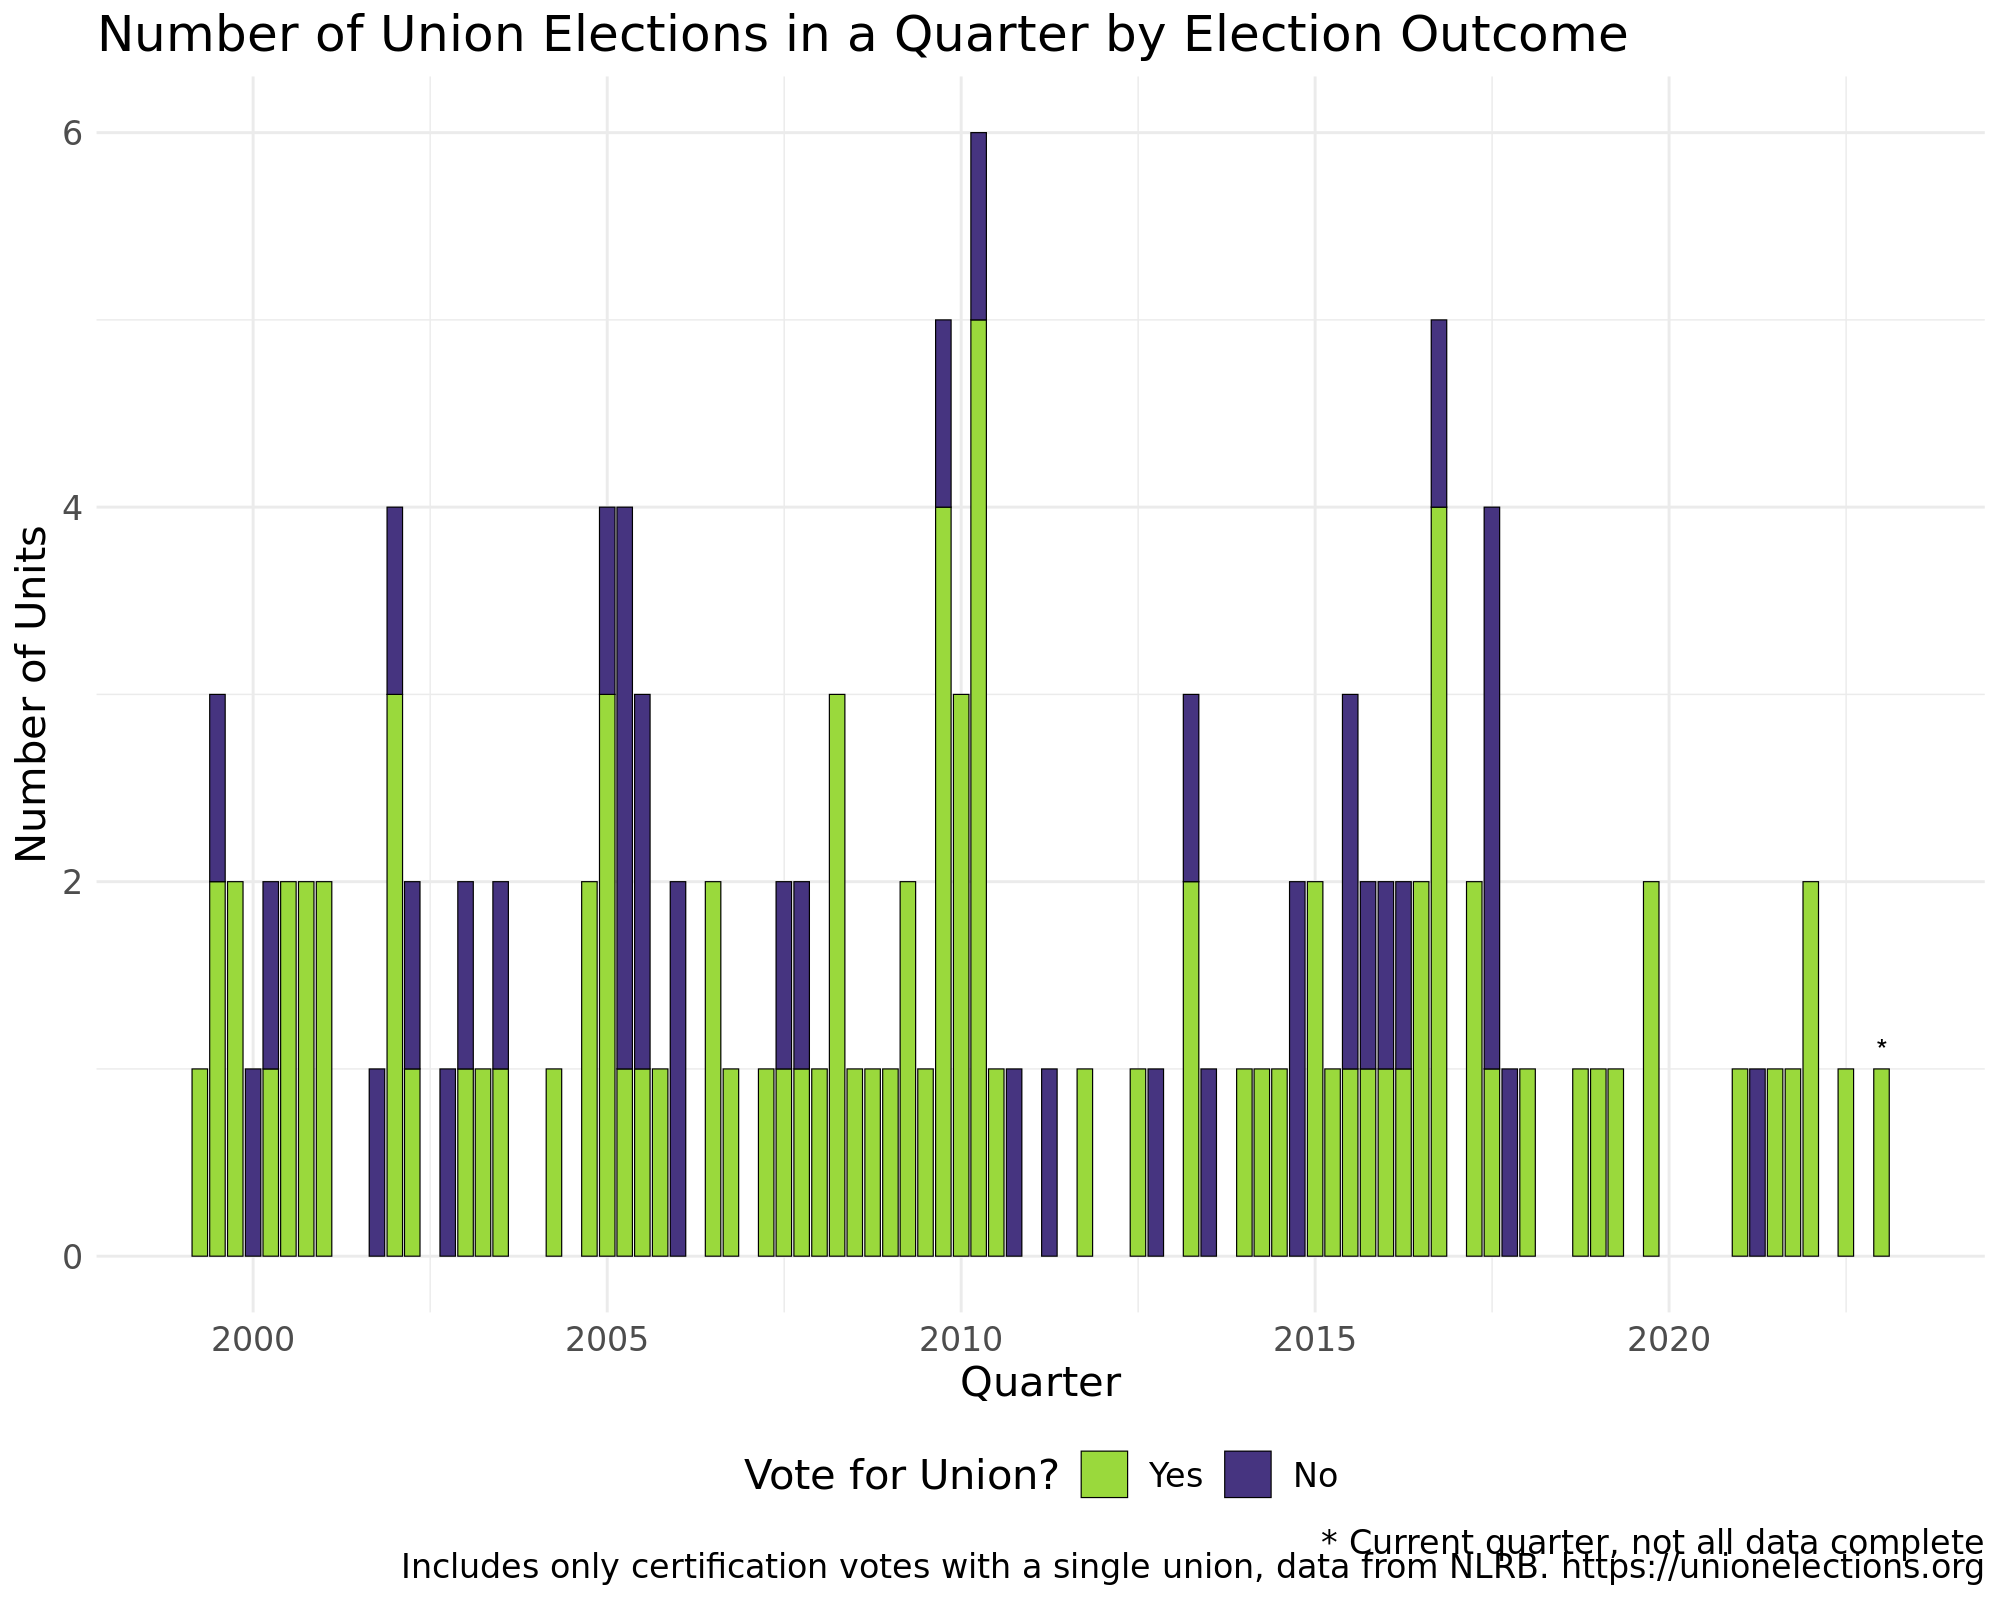 Number of Union Elections in a Quarter by Election Outcome
6
4
2
0
Number of Units
*
2000 2005 2010 2015 2020
Quarter
Vote for Union? Yes No
* Current quarter, not all data complete
Includes only certification votes with a single union, data from NLRB. https://unionelections.org